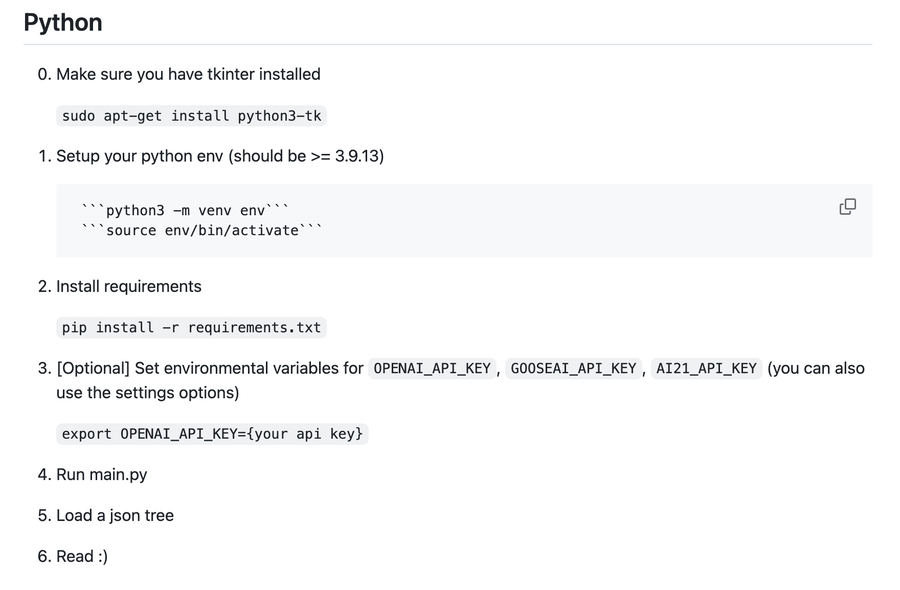 Python
0. Make sure you have tkinter installed
sudo apt-get install python3-tk
1. Setup your python env (should be >= 3.9.13)
```python3 -m venv env```
```source env/bin/activate```
2. Install requirements
pip install -r requirements.txt
3. [Optional] Set environmental variables for OPENAI_API_KEY, GOOSEAI_API_KEY, AI21_API_KEY (you can also
use the settings options)
export OPENAI_API_KEY={your api key}
4. Run main.py
5. Load a json tree
6. Read :)